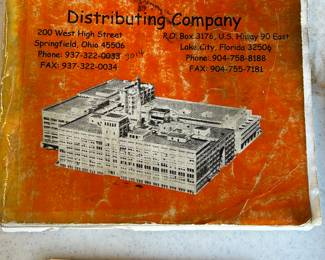 Distributing Company
200 West High Street
Springfield, Ohio 45506
Phone: 937-322-0033
FAX: 937-322-0034
P.O. Box 3176, U.S. Hiway 90 East
Lake City, Florida 32506
Phone: 904-758-8188
FAX: 904-755-7181